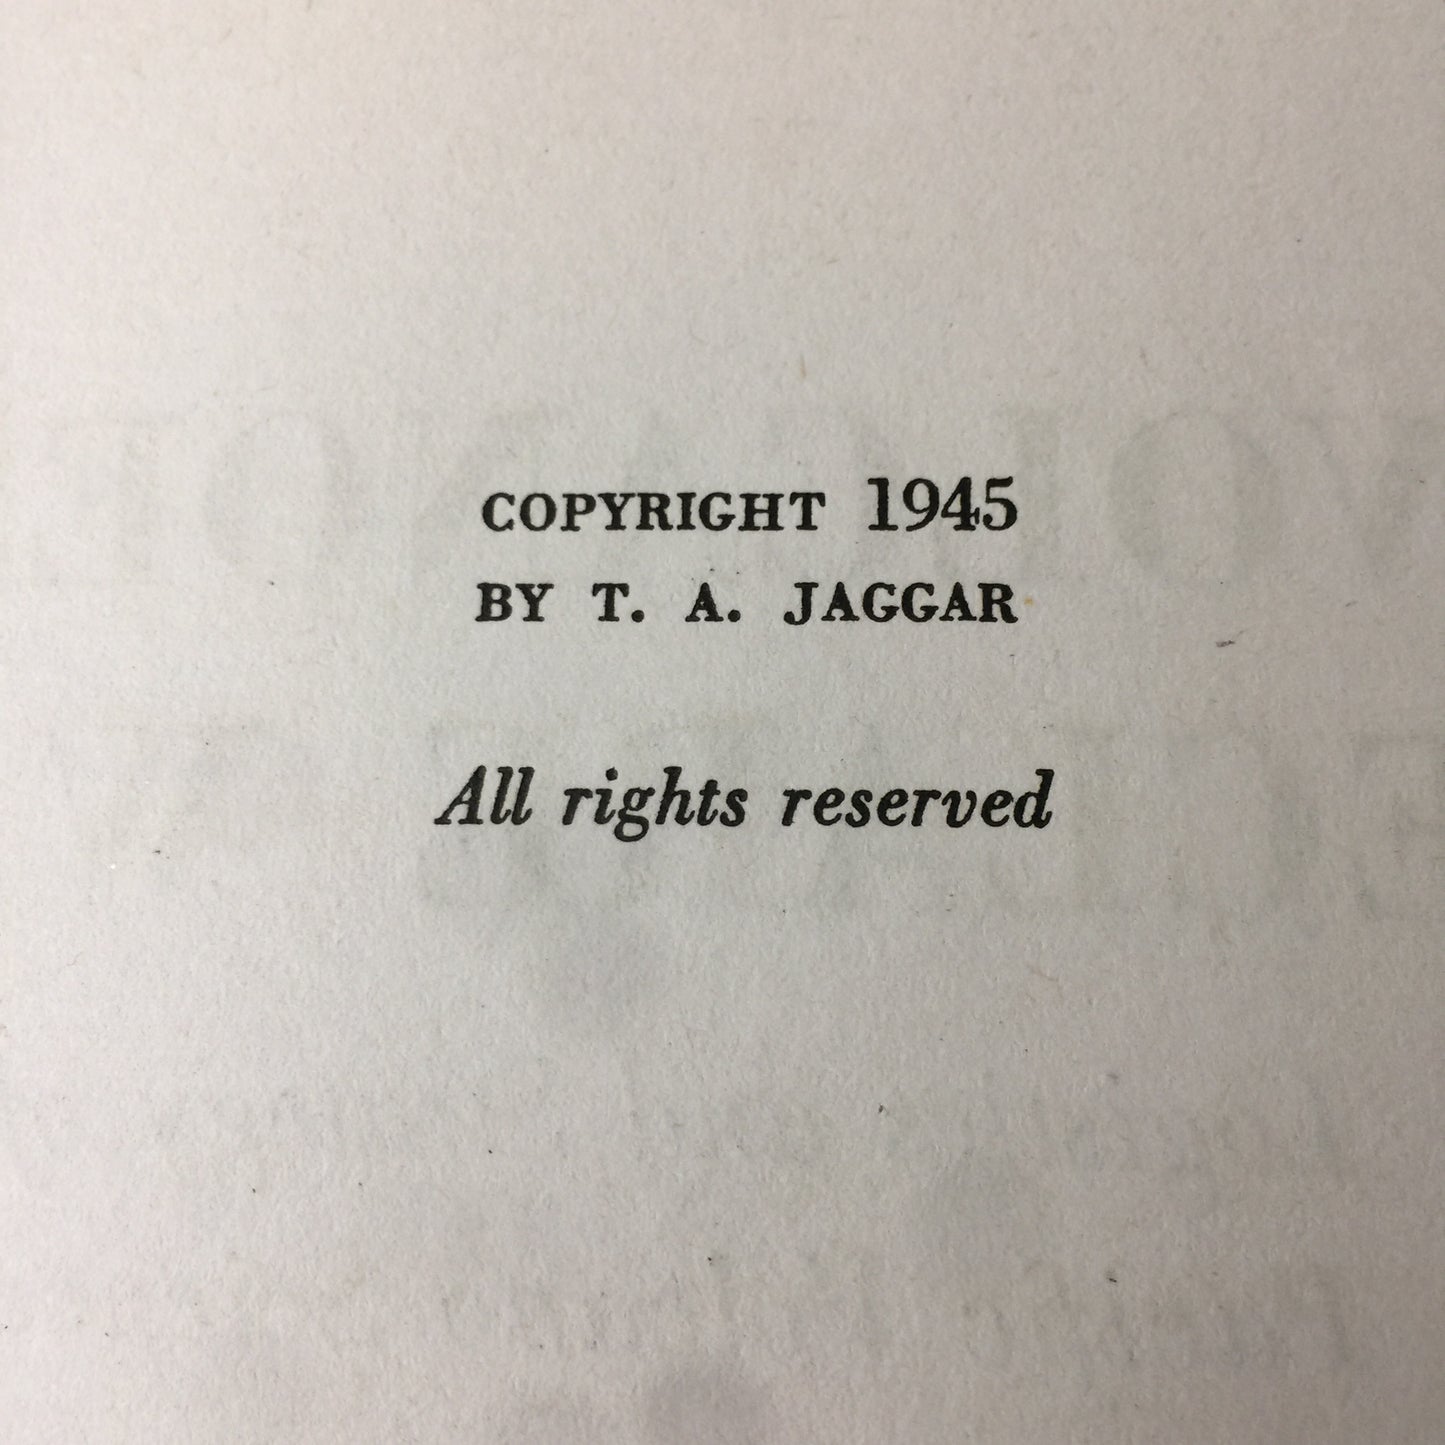 COPYRIGHT 1945
BY T. A. JAGGAR
All rights reserved